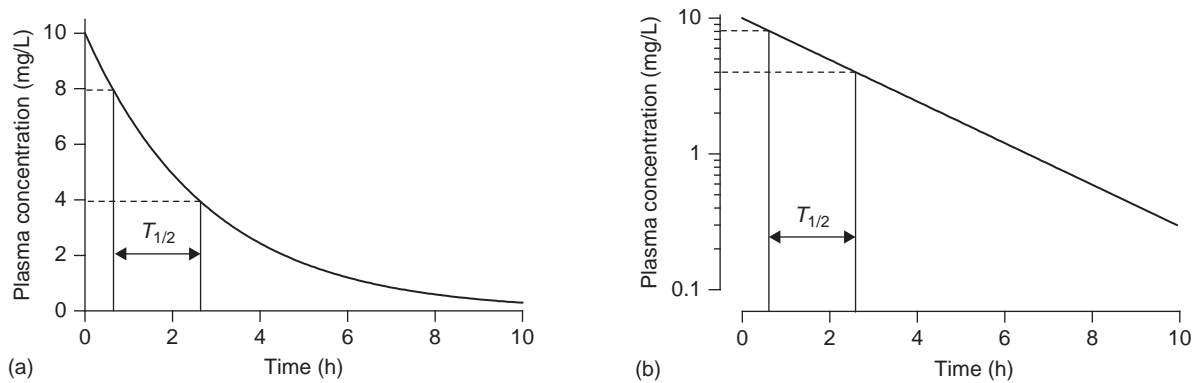 Plasma concentration (mg/L)
10
8
6
4
2
0
T1/2
0 2 4 6 8 10
Time (h)
(a)
Plasma concentration (mg/L)
10
1
0.1
T1/2
0 2 4 6 8 10
Time (h)
(b)